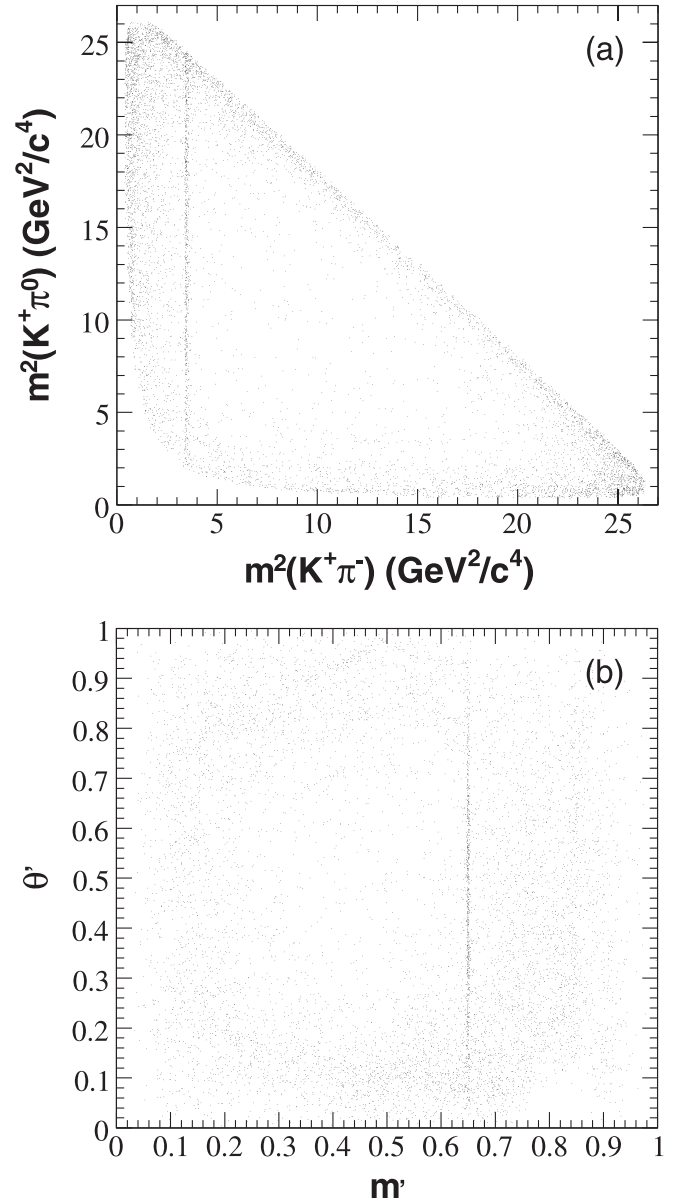 (a)
25
20
15
10
5
0
m²(K⁺π⁰) (GeV²/c⁴)
0 5 10 15 20 25
m²(K⁺π⁻) (GeV²/c⁴)
(b)
1
0.9
0.8
0.7
0.6
0.5
0.4
0.3
0.2
0.1
0
θ'
0 0.1 0.2 0.3 0.4 0.5 0.6 0.7 0.8 0.9 1
m'